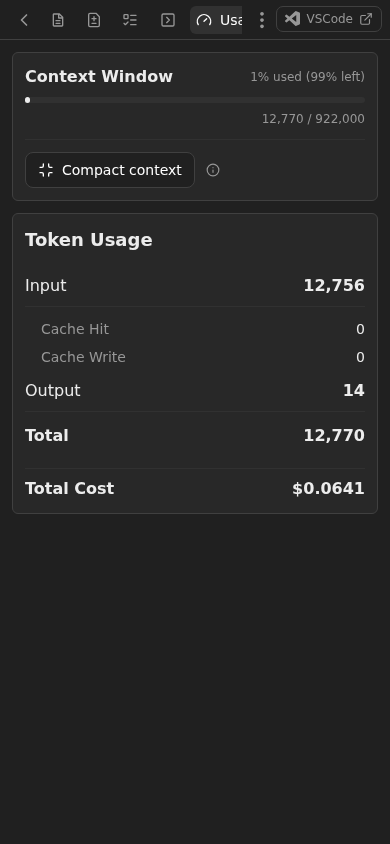 Usa
VSCode
Context Window
1% used (99% left)
12,770 / 922,000
Compact context
Token Usage
Input 12,756
Cache Hit 0
Cache Write 0
Output 14
Total 12,770
Total Cost $0.0641